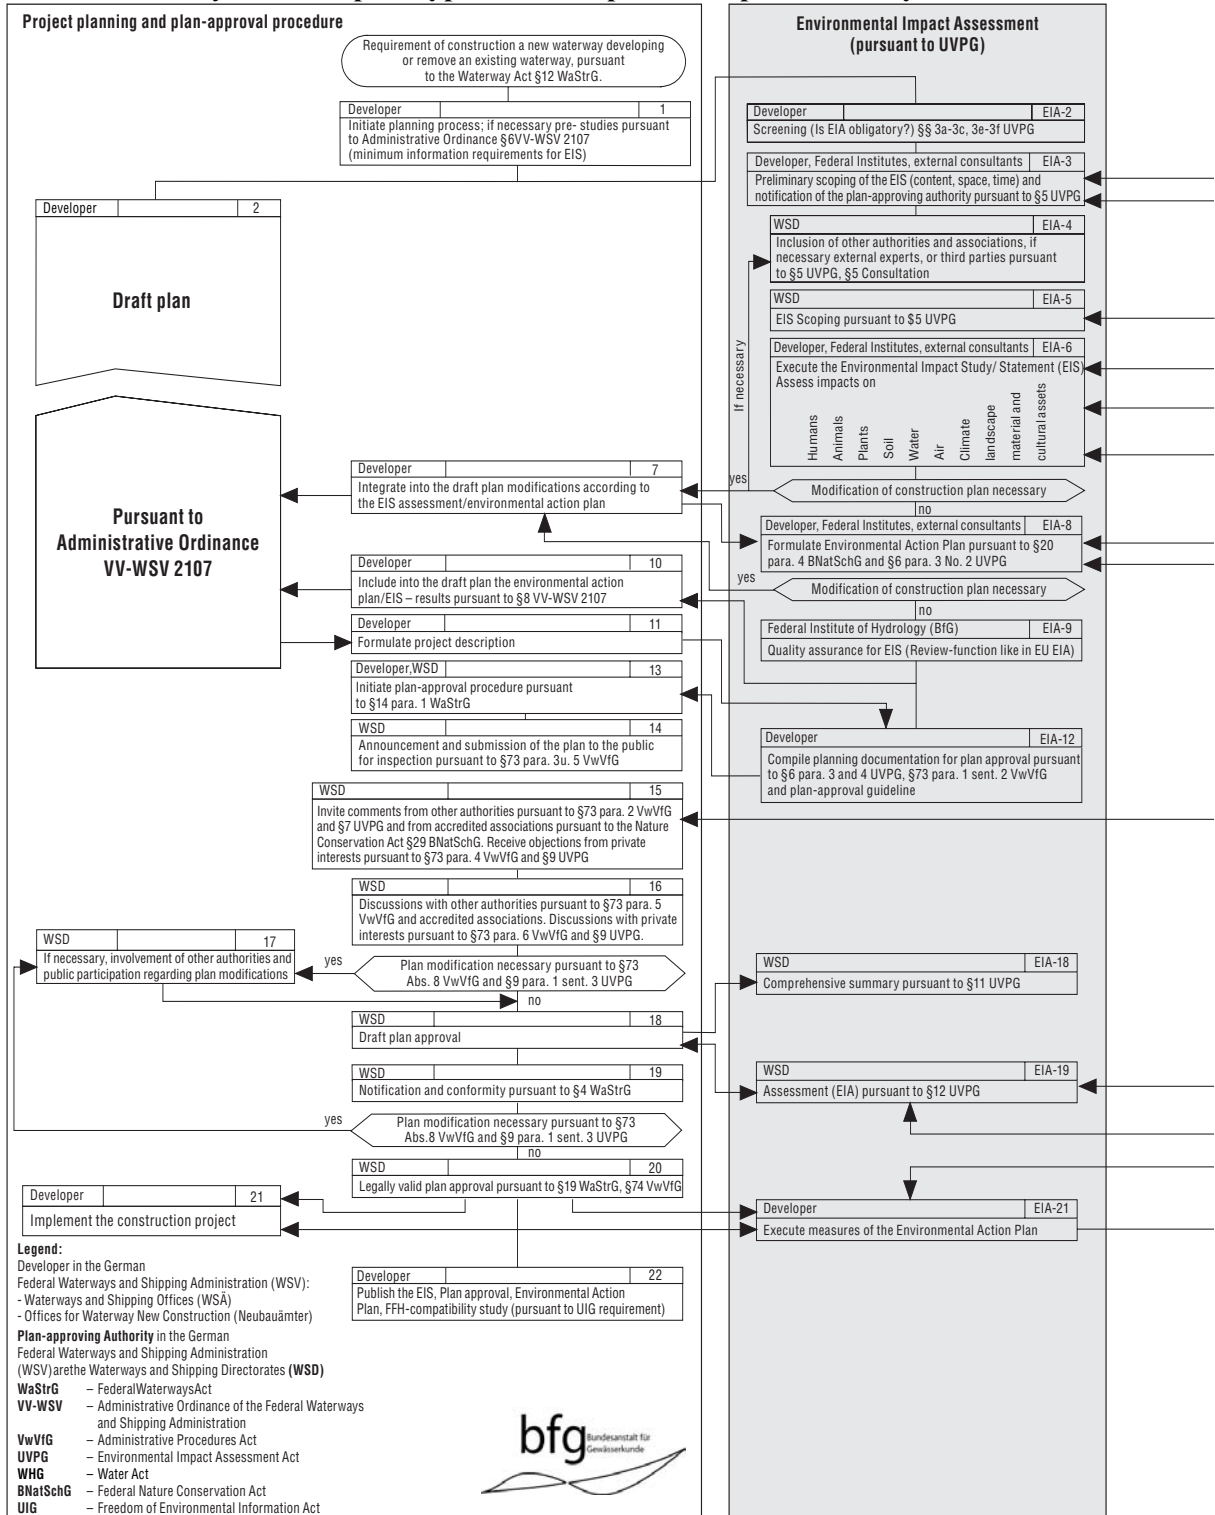 Project planning and plan-approval procedure
Requirement of construction a new waterway developing
or remove an existing waterway, pursuant
to the Waterway Act §12 WaStrG.
Developer 1
Initiate planning process; if necessary pre- studies pursuant
to Administrative Ordinance §6VV-WSV 2107
(minimum information requirements for EIS)
Developer 2
Draft plan
Pursuant to
Administrative Ordinance
VV-WSV 2107
Developer 7
Integrate into the draft plan modifications according to
the EIS assessment/environmental action plan
Developer 10
Include into the draft plan the environmental action
plan/EIS – results pursuant to §8 VV-WSV 2107
Developer 11
Formulate project description
Developer,WSD 13
Initiate plan-approval procedure pursuant
to §14 para. 1 WaStrG
WSD 14
Announcement and submission of the plan to the public
for inspection pursuant to §73 para. 3u. 5 VwVfG
WSD 15
Invite comments from other authorities pursuant to §73 para. 2 VwVfG
and §7 UVPG and from accredited associations pursuant to the Nature
Conservation Act §29 BNatSchG. Receive objections from private
interests pursuant to §73 para. 4 VwVfG and §9 UVPG
WSD 16
Discussions with other authorities pursuant to §73 para. 5
VwVfG and accredited associations. Discussions with private
interests pursuant to §73 para. 6 VwVfG and §9 UVPG.
WSD 17
If necessary, involvement of other authorities and
public participation regarding plan modifications
yes
Plan modification necessary pursuant to §73
Abs. 8 VwVfG and §9 para. 1 sent. 3 UVPG
no
WSD 18
Draft plan approval
WSD 19
Notification and conformity pursuant to §4 WaStrG
yes
Plan modification necessary pursuant to §73
Abs.8 VwVfG and §9 para. 1 sent. 3 UVPG
no
WSD 20
Legally valid plan approval pursuant to §19 WaStrG, §74 VwVfG
Developer 21
Implement the construction project
Developer 22
Publish the EIS, Plan approval, Environmental Action
Plan, FFH-compatibility study (pursuant to UIG requirement)
Legend:
Developer in the German
Federal Waterways and Shipping Administration (WSV):
- Waterways and Shipping Offices (WSÄ)
- Offices for Waterway New Construction (Neubauämter)
Plan-approving Authority in the German
Federal Waterways and Shipping Administration
(WSV)arethe Waterways and Shipping Directorates (WSD)
WaStrG – FederalWaterwaysAct
VV-WSV – Administrative Ordinance of the Federal Waterways
and Shipping Administration
VwVfG – Administrative Procedures Act
UVPG – Environmental Impact Assessment Act
WHG – Water Act
BNatSchG – Federal Nature Conservation Act
UIG – Freedom of Environmental Information Act
bfg Bundesanstalt für
Gewässerkunde
Environmental Impact Assessment
(pursuant to UVPG)
Developer EIA-2
Screening (Is EIA obligatory?) §§ 3a-3c, 3e-3f UVPG
Developer, Federal Institutes, external consultants EIA-3
Preliminary scoping of the EIS (content, space, time) and
notification of the plan-approving authority pursuant to §5 UVPG
WSD EIA-4
Inclusion of other authorities and associations, if
necessary external experts, or third parties pursuant
to §5 UVPG, §5 Consultation
WSD EIA-5
EIS Scoping pursuant to $5 UVPG
If necessary
Developer, Federal Institutes, external consultants EIA-6
Execute the Environmental Impact Study/ Statement (EIS)
Assess impacts on
Humans
Animals
Plants
Soil
Water
Air
Climate
landscape
material and
cultural assets
yes
Modification of construction plan necessary
no
Developer, Federal Institutes, external consultants EIA-8
Formulate Environmental Action Plan pursuant to §20
para. 4 BNatSchG and §6 para. 3 No. 2 UVPG
yes
Modification of construction plan necessary
no
Federal Institute of Hydrology (BfG) EIA-9
Quality assurance for EIS (Review-function like in EU EIA)
Developer EIA-12
Compile planning documentation for plan approval pursuant
to §6 para. 3 and 4 UVPG, §73 para. 1 sent. 2 VwVfG
and plan-approval guideline
WSD EIA-18
Comprehensive summary pursuant to §11 UVPG
WSD EIA-19
Assessment (EIA) pursuant to §12 UVPG
Developer EIA-21
Execute measures of the Environmental Action Plan